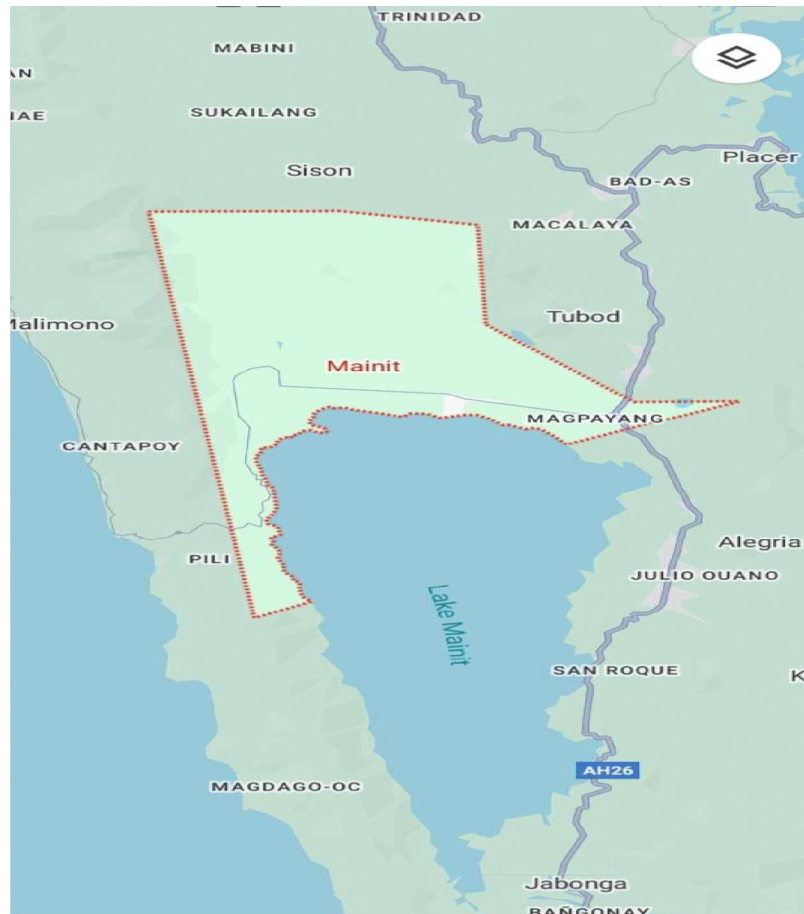 TRINIDAD
MABINI
AN
SUKAILANG
IAE
Sison
Placer
BAD-AS
MACALAYA
Tubod
Malimono
Mainit
MAGPAYANG
CANTAPOY
Alegria
PILI
JULIO OUANO
Lake Mainit
SAN ROQUE
K
AH26
MAGDAGO-OC
Jabonga
BANGONAY